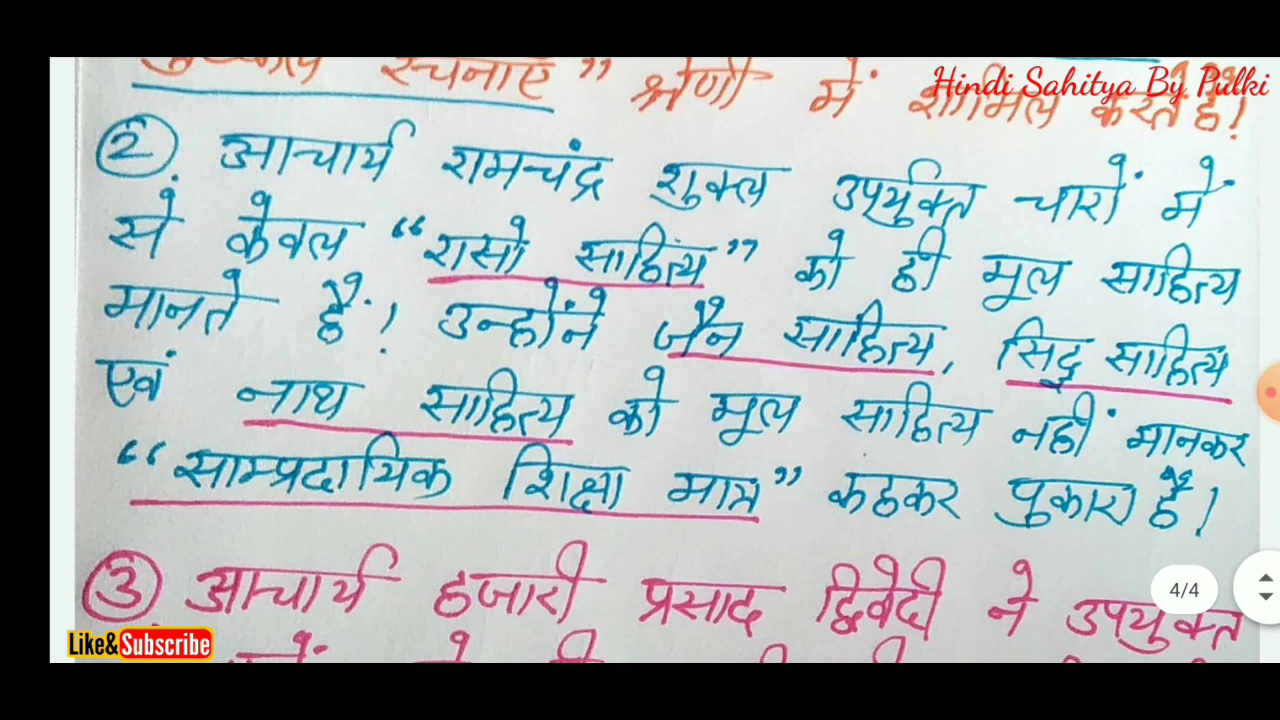 रचनाएँ" श्रेणी में शामिल करते हैं!
Hindi Sahitya By Pulki
② आचार्य रामचंद्र शुक्ल उपर्युक्त चारों में
से केवल "रासो साहित्य" को ही मूल साहित्य
मानते हैं! उन्होंने जैन साहित्य, सिद्ध साहित्य
एवं नाथ साहित्य को मूल साहित्य नहीं मानकर
"साम्प्रदायिक शिक्षा मात्र" कहकर पुकारा है!
③ आचार्य हजारी प्रसाद द्विवेदी ने उपर्युक्त
4/4
Like& Subscribe